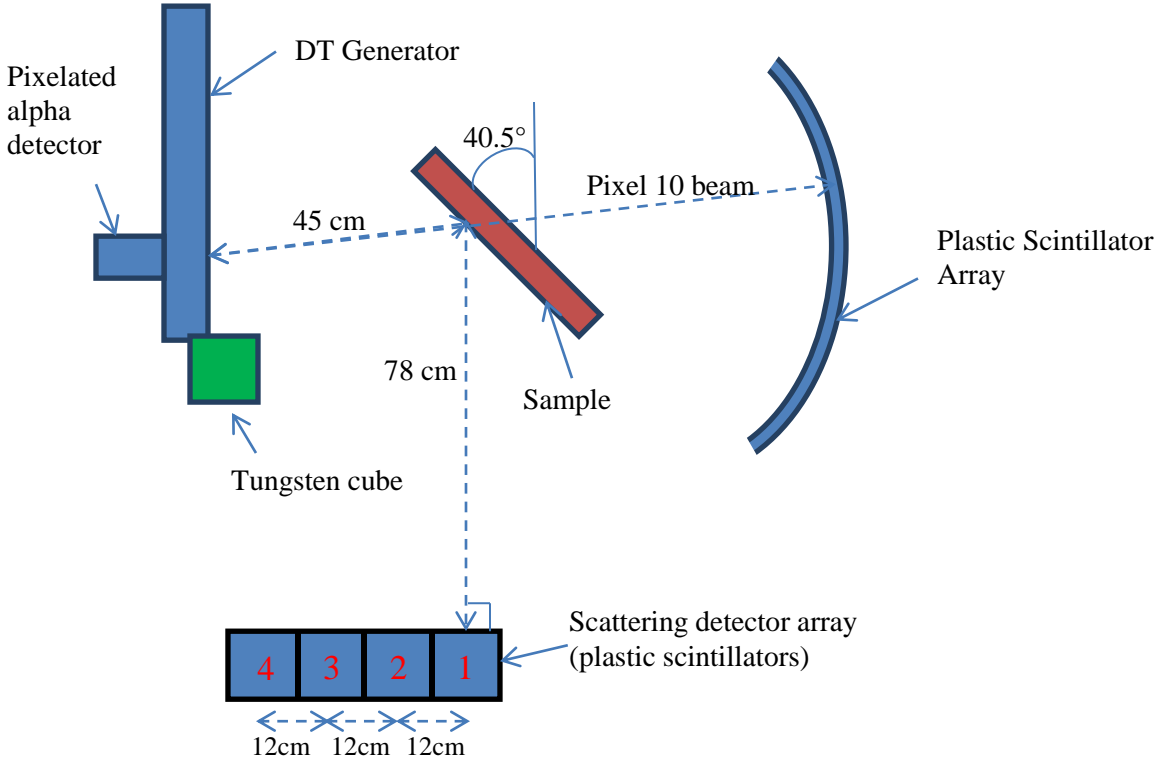 DT Generator
Pixelated
alpha
detector
40.5°
Pixel 10 beam
45 cm
Plastic Scintillator
Array
78 cm
Sample
Tungsten cube
Scattering detector array
(plastic scintillators)
4 3 2 1
12cm 12cm 12cm